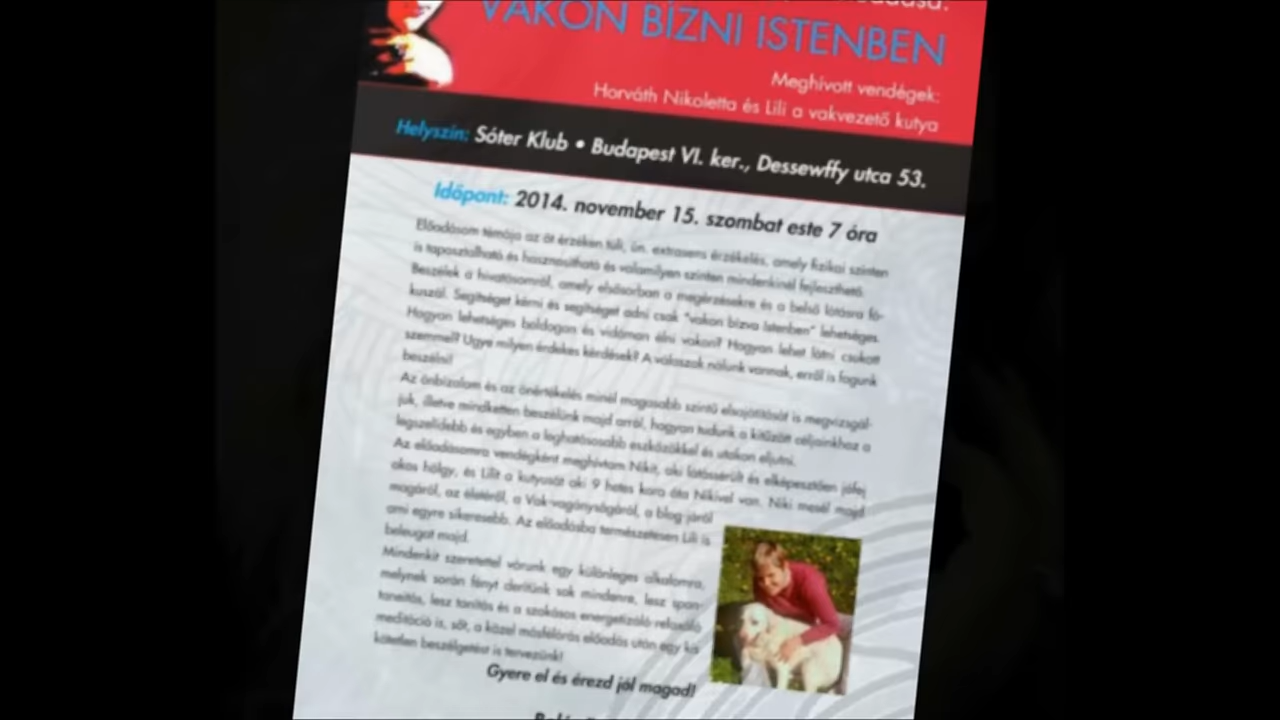 VAKON BÍZNI ISTENBEN
Meghívott vendégek:
Horváth Nikoletta és Lili a vakvezető kutya
Helyszín: Sóter Klub • Budapest VI. ker., Dessewffy utca 53.
Időpont: 2014. november 15. szombat este 7 óra
Előadásom témája az öt érzéken túli, ún. extrasens érzékelés, amely fizikai szinten
is tapasztalható és hasznosítható és valamilyen szinten mindenkinél fejleszthető.
Beszélek a hivatásomról, amely elsősorban a megérzésekre és a belső látásra fó-
kuszál. Segítséget kérni és segítséget adni csak "vakon bízva Istenben" lehetséges.
Hogyan lehetséges boldogan és vidáman élni vakon? Hogyan lehet látni csukott
szemmel? Ugye milyen érdekes kérdések? A válaszok nálunk vannak, erről is fogunk
beszélni!
Az önbizalom és az önértékelés minél magasabb szintű elsajátítását is megvizsgál-
juk, illetve mindketten beszélünk majd arról, hogyan tudunk a kitűzött céljainkhoz a
legszelídebb és egyben a leghatásosabb eszközökkel és utakon eljutni.
Az előadásomra vendégként meghívtam Nikit, aki látássérült és elképesztően jófej
okos hölgy, és Lilit a kutyusát aki 9 hetes kora óta Nikivel van. Niki mesél majd
magáról, az életéről, a Vak-vagányságáról, a blog-járól
ami egyre sikeresebb. Az előadásba természetesen Lili is
beleugat majd.
Mindenkit szeretettel várunk egy különleges alkalomra,
melynek során fényt derítünk sok mindenre, lesz span-
taneitás, lesz tanítás és a szokásos energetizáló-relaxáló
meditáció is, sőt, a közel másfélórás előadás után egy kis
kötetlen beszélgetést is tervezünk!
Gyere el és érezd jól magad!